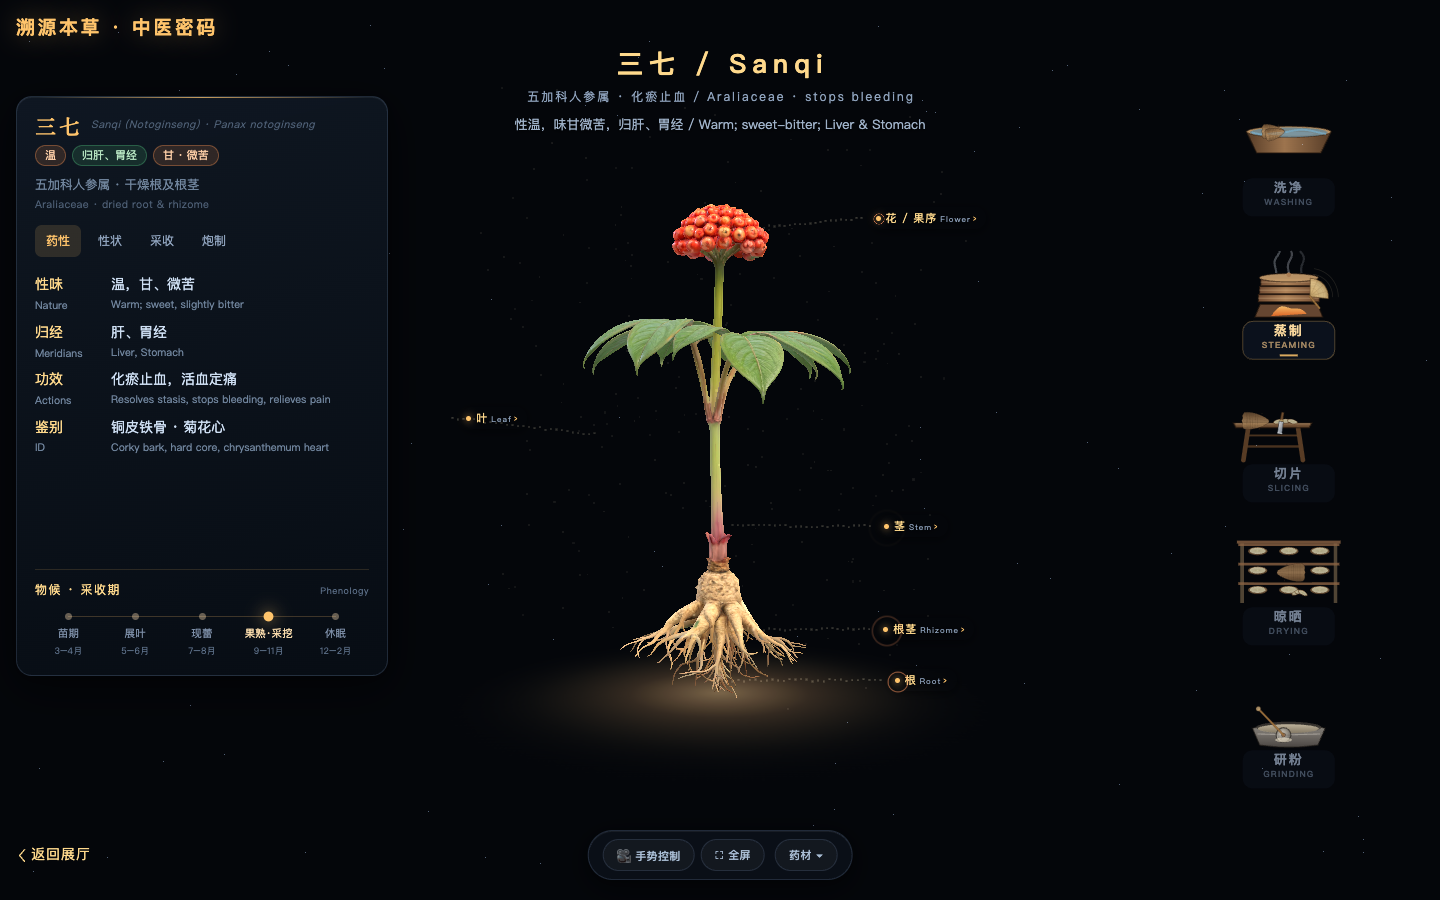 溯源本草 · 中医密码
三七 / Sanqi
五加科人参属 · 化瘀止血 / Araliaceae · stops bleeding
性温，味甘微苦，归肝、胃经 / Warm; sweet-bitter; Liver & Stomach
三七 Sanqi (Notoginseng) · Panax notoginseng
温 归肝、胃经 甘 · 微苦
五加科人参属 · 干燥根及根茎
Araliaceae · dried root & rhizome
药性 性状 采收 炮制
性味 温，甘、微苦
Nature Warm; sweet, slightly bitter
归经 肝、胃经
Meridians Liver, Stomach
功效 化瘀止血，活血定痛
Actions Resolves stasis, stops bleeding, relieves pain
鉴别 铜皮铁骨 · 菊花心
ID Corky bark, hard core, chrysanthemum heart
物候 · 采收期 Phenology
苗期 展叶 现蕾 果熟·采挖 休眠
3—4月 5—6月 7—8月 9—11月 12—2月
花 / 果序 Flower ›
叶 Leaf ›
茎 Stem ›
根茎 Rhizome ›
根 Root ›
洗净
WASHING
蒸制
STEAMING
切片
SLICING
晾晒
DRYING
研粉
GRINDING
返回展厅
手势控制 全屏 药材